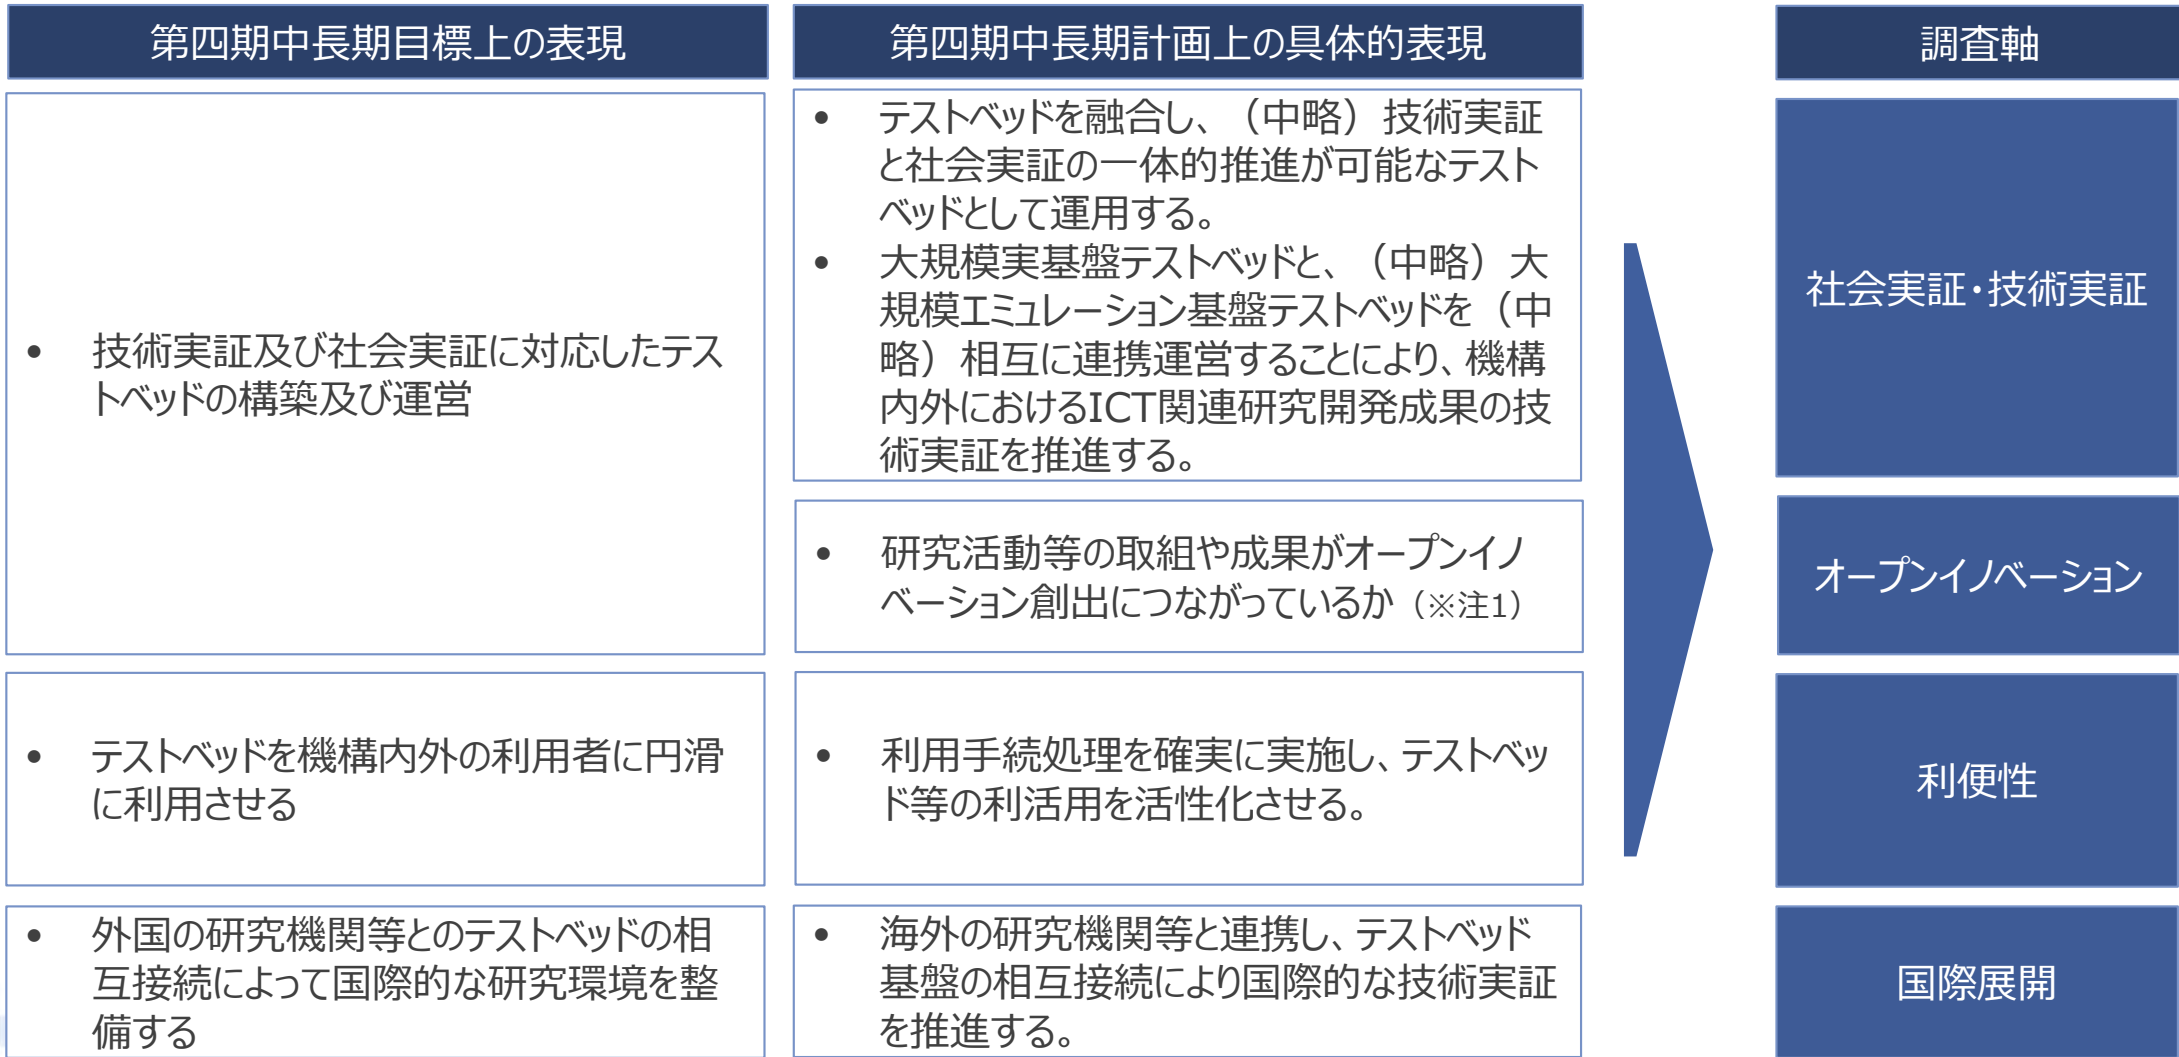 第四期中長期目標上の表現
第四期中長期計画上の具体的表現
調査軸
• 技術実証及び社会実証に対応したテス
トベッドの構築及び運営
• テストベッドを融合し、（中略）技術実証
と社会実証の一体的推進が可能なテスト
ベッドとして運用する。
• 大規模実基盤テストベッドと、（中略）大
規模エミュレーション基盤テストベッドを（中
略）相互に連携運営することにより、機構
内外におけるICT関連研究開発成果の技
術実証を推進する。
社会実証・技術実証
• 研究活動等の取組や成果がオープンイノ
ベーション創出につながっているか（※注1）
オープンイノベーション
• テストベッドを機構内外の利用者に円滑
に利用させる
• 利用手続処理を確実に実施し、テストベッ
ド等の利活用を活性化させる。
利便性
• 外国の研究機関等とのテストベッドの相
互接続によって国際的な研究環境を整
備する
• 海外の研究機関等と連携し、テストベッド
基盤の相互接続により国際的な技術実証
を推進する。
国際展開